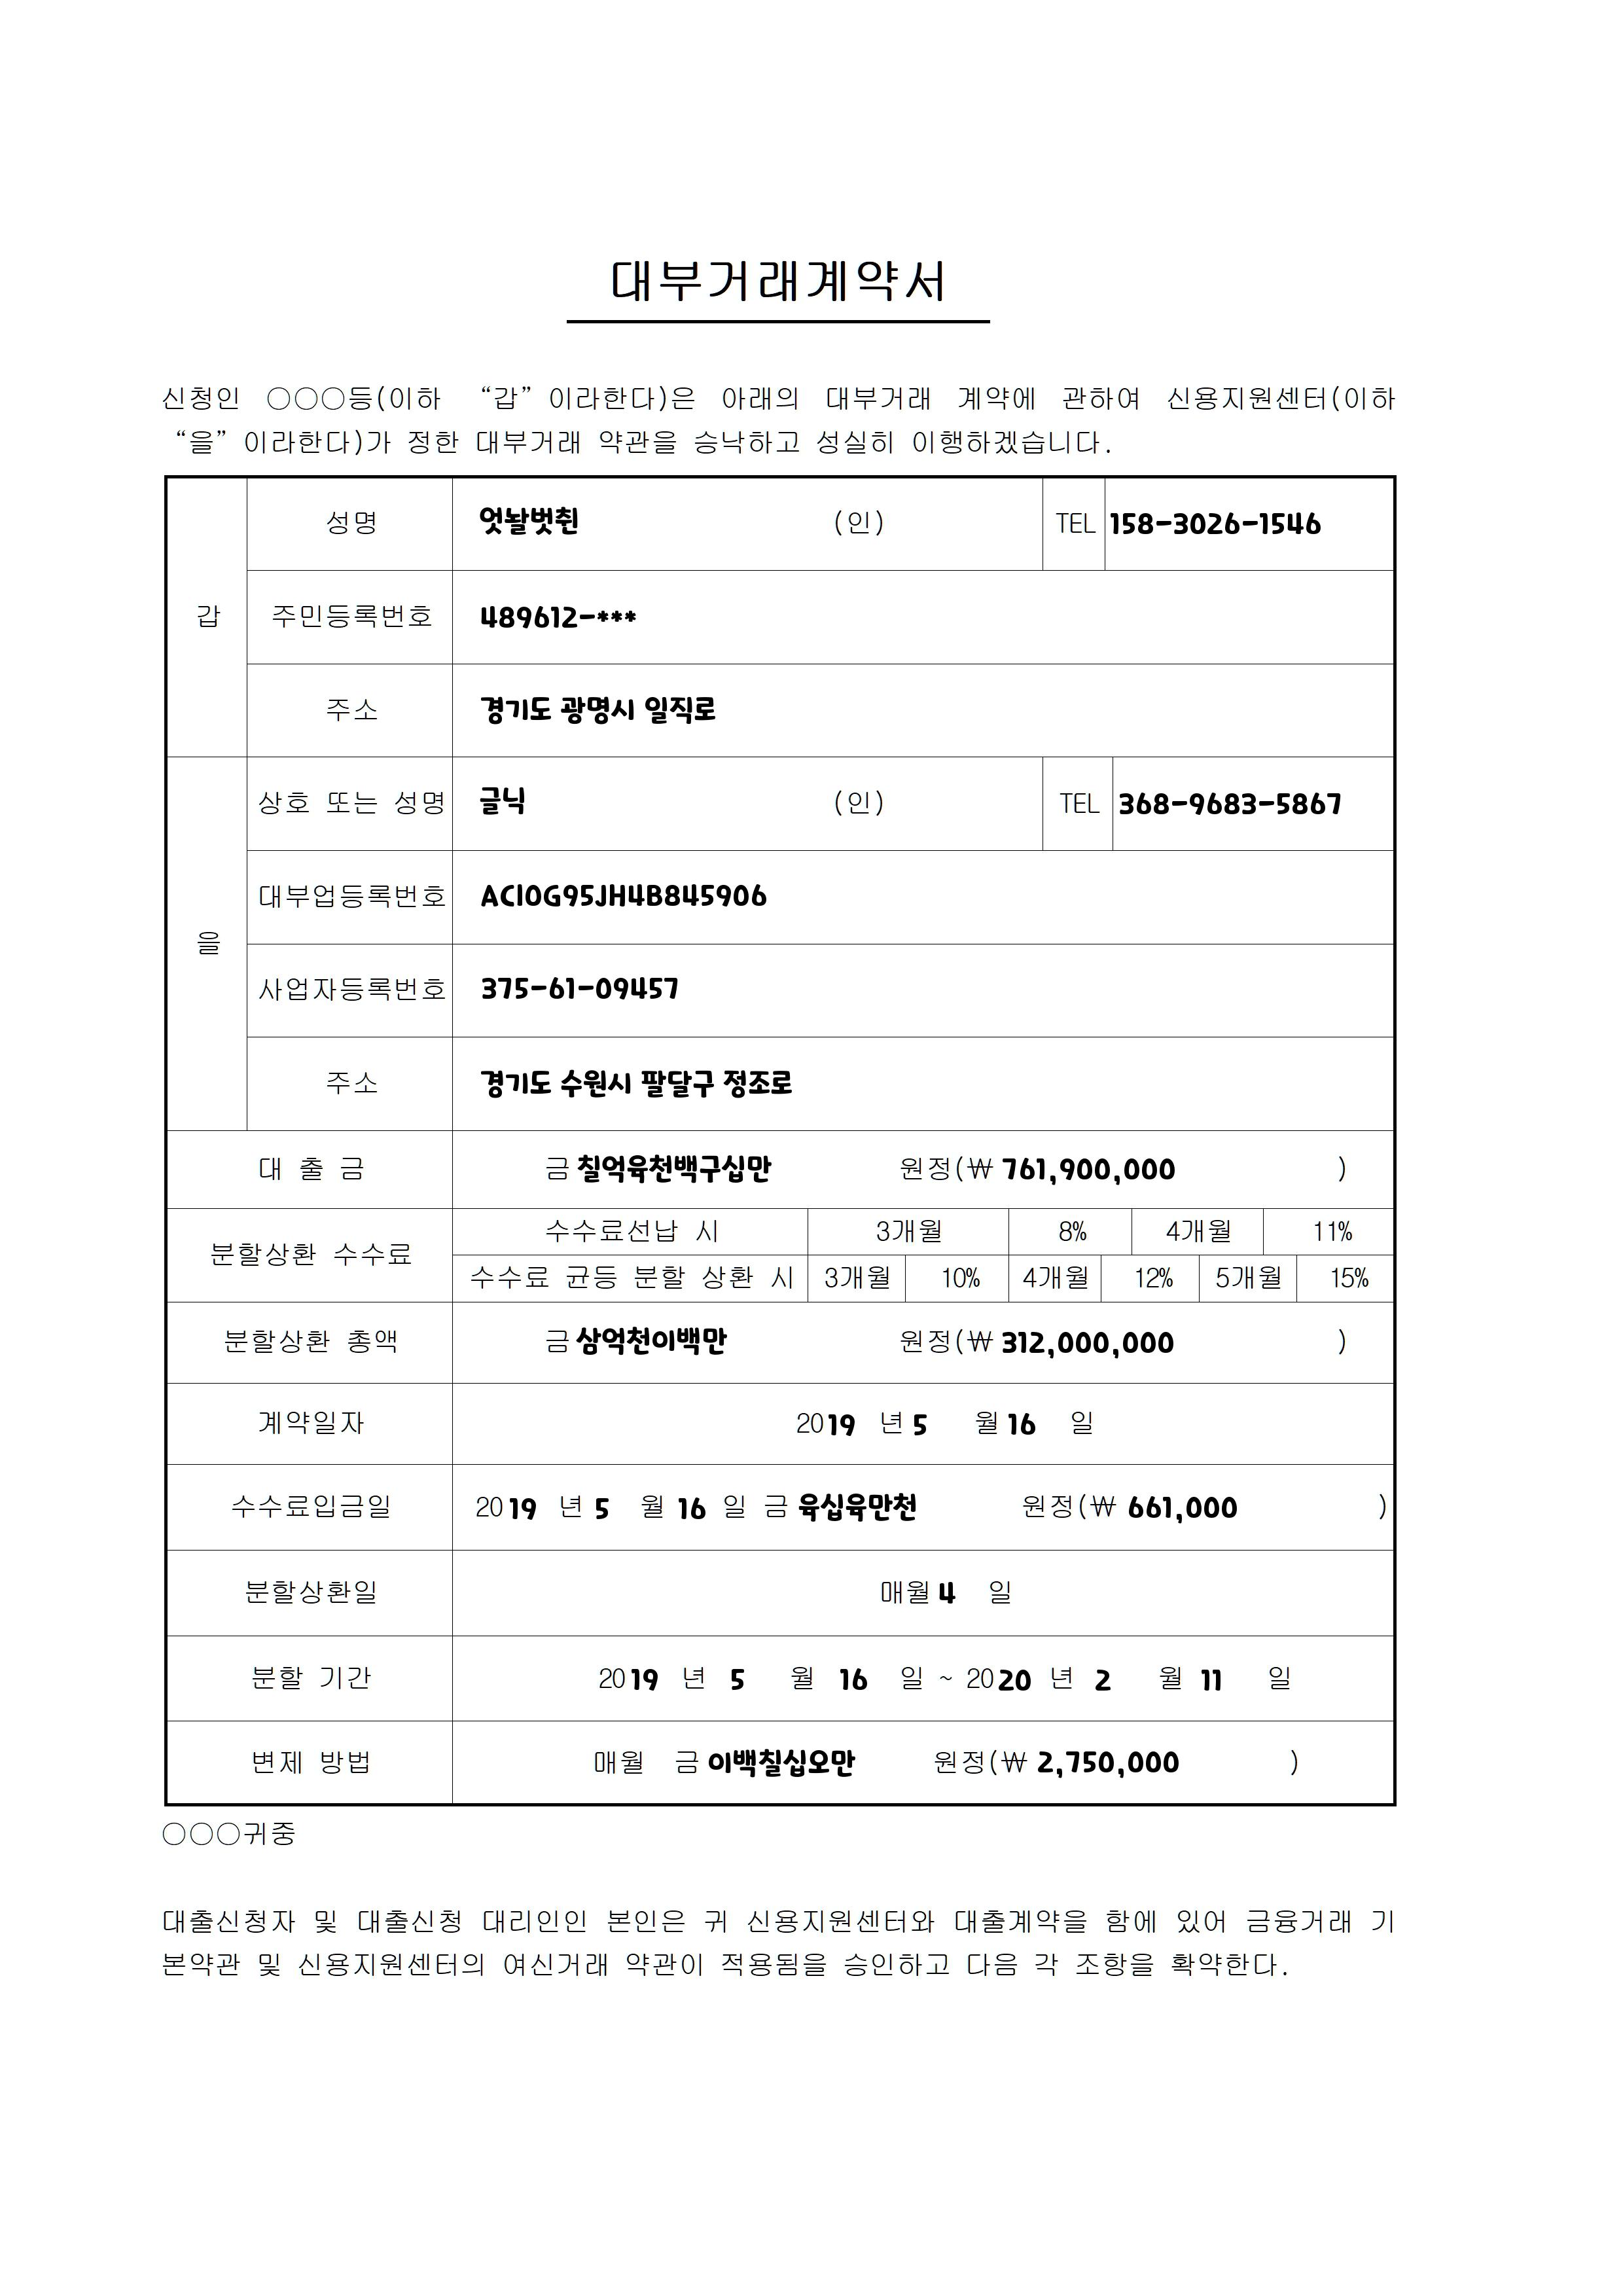 대부거래계약서
신청인 ○○○등(이하 “갑”이라한다)은 아래의 대부거래 계약에 관하여 신용지원센터(이하
“을”이라한다)가 정한 대부거래 약관을 승낙하고 성실히 이행하겠습니다.
갑 성명 엇놜벗췬 (인) TEL 158-3026-1546
주민등록번호 489612-***
주소 경기도 광명시 일직로
을 상호 또는 성명 글닉 (인) TEL 368-9683-5867
대부업등록번호 ACI0G95JH4B845906
사업자등록번호 375-61-09457
주소 경기도 수원시 팔달구 정조로
대 출 금 금 칠억육천백구십만 원정(₩ 761,900,000 )
분할상환 수수료 수수료선납 시 3개월 8% 4개월 11%
수수료 균등 분할 상환 시 3개월 10% 4개월 12% 5개월 15%
분할상환 총액 금 삼억천이백만 원정(₩ 312,000,000 )
계약일자 2019 년 5 월 16 일
수수료입금일 2019 년 5 월 16 일 금 육십육만천 원정(₩ 661,000 )
분할상환일 매월 4 일
분할 기간 2019 년 5 월 16 일 ~ 2020 년 2 월 11 일
변제 방법 매월 금 이백칠십오만 원정(₩ 2,750,000 )
○○○귀중
대출신청자 및 대출신청 대리인인 본인은 귀 신용지원센터와 대출계약을 함에 있어 금융거래 기
본약관 및 신용지원센터의 여신거래 약관이 적용됨을 승인하고 다음 각 조항을 확약한다.